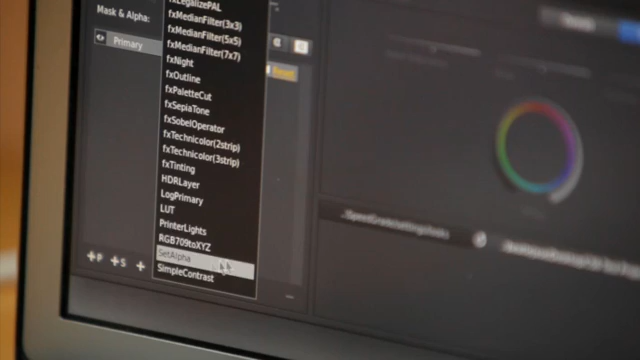 fxLegalizePAL
Mask & Alpha:
fxMedianFilter(3x3)
fxMedianFilter(5x5)
fxMedianFilter(7x7)
Primary
Reset
fxNight
fxOutline
fxPaletteCut
fxSepiaTone
fxSobelOperator
fxTechnicolor(2strip)
fxTechnicolor(3strip)
fxTinting
HDRLayer
LogPrimary
LUT
PrinterLights
RGB709toXYZ
SetAlpha
SimpleContrast
+P +S +